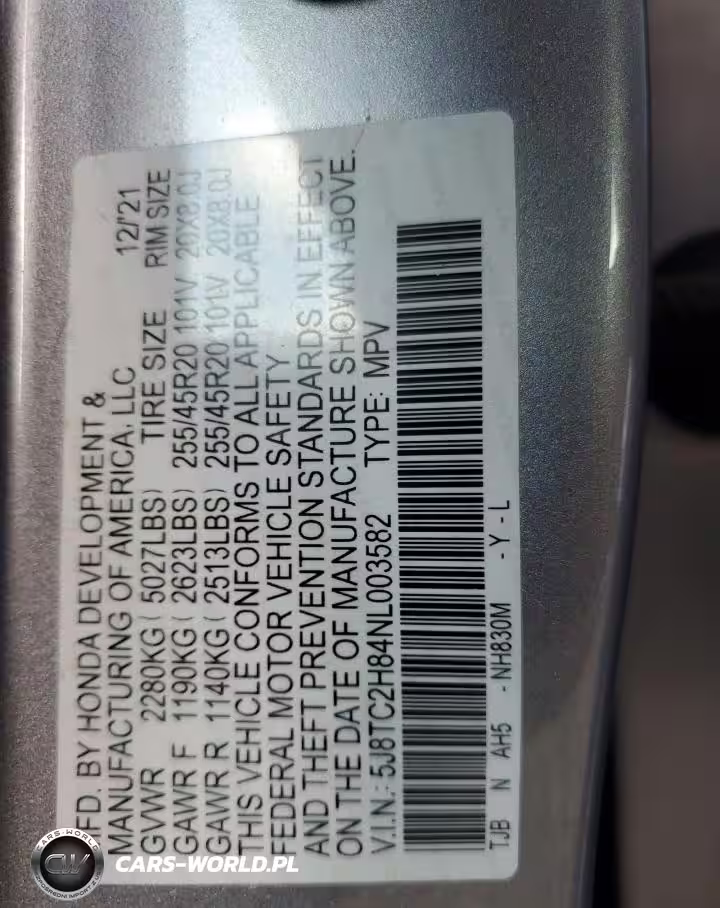 MFD. BY HONDA DEVELOPMENT &
MANUFACTURING OF AMERICA, LLC 12/'21
GVWR 2280KG( 5027LBS) TIRE SIZE RIM SIZE
GAWR F 1190KG( 2623LBS) 255/45R20 101V 20X8.0J
GAWR R 1140KG( 2513LBS) 255/45R20 101V 20X8.0J
THIS VEHICLE CONFORMS TO ALL APPLICABLE
FEDERAL MOTOR VEHICLE SAFETY
AND THEFT PREVENTION STANDARDS IN EFFECT
ON THE DATE OF MANUFACTURE SHOWN ABOVE.
V.I.N.: 5J8TC2H84NL003582 TYPE: MPV
TJB N AH5 - NH830M - Y - L
CARS-WORLD
CW
CARS-WORLD.PL